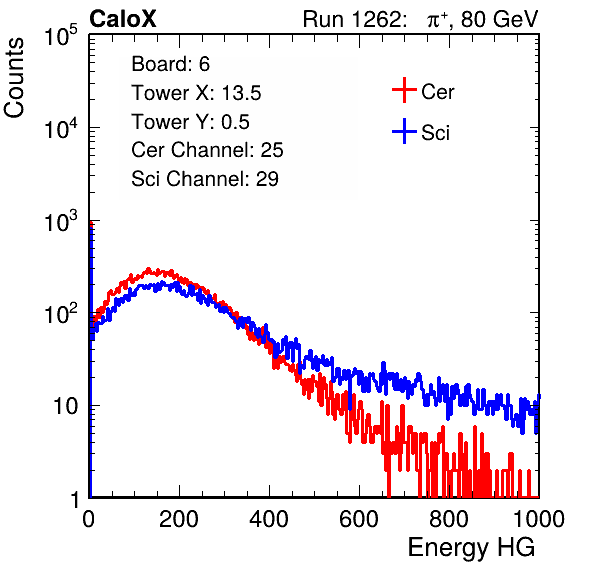 CaloX Run 1262: π⁺, 80 GeV
Counts
Board: 6
Tower X: 13.5
Tower Y: 0.5
Cer Channel: 25
Sci Channel: 29
Cer
Sci
10⁵
10⁴
10³
10²
10
1
0 200 400 600 800 1000
Energy HG